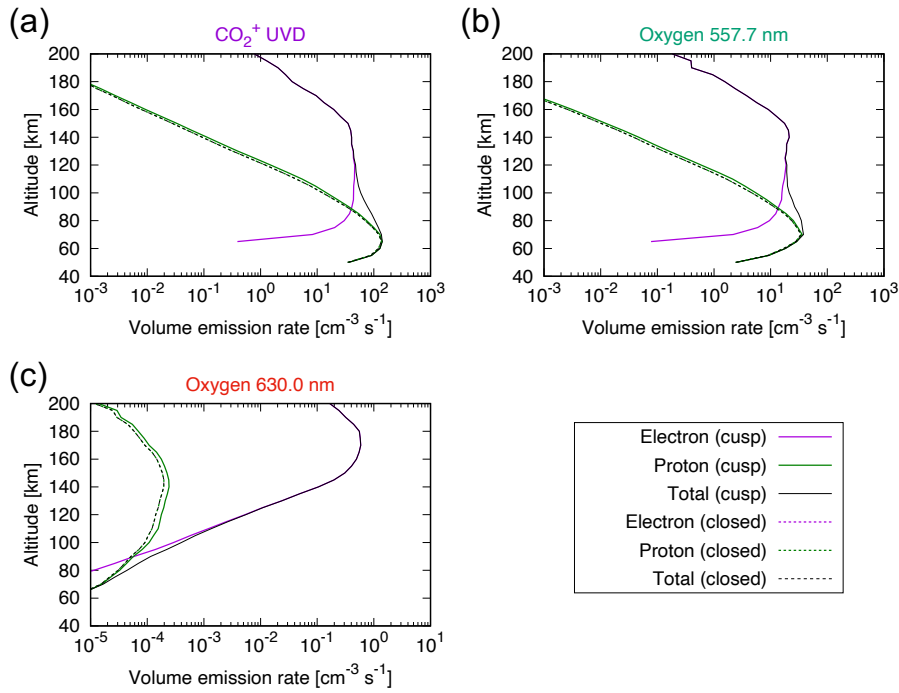 (a)
CO₂⁺ UVD
200
180
160
140
120
100
80
60
40
Altitude [km]
10⁻³ 10⁻² 10⁻¹ 10⁰ 10¹ 10² 10³
Volume emission rate [cm⁻³ s⁻¹]
(b)
Oxygen 557.7 nm
200
180
160
140
120
100
80
60
40
Altitude [km]
10⁻³ 10⁻² 10⁻¹ 10⁰ 10¹ 10² 10³
Volume emission rate [cm⁻³ s⁻¹]
(c)
Oxygen 630.0 nm
200
180
160
140
120
100
80
60
40
Altitude [km]
10⁻⁵ 10⁻⁴ 10⁻³ 10⁻² 10⁻¹ 10⁰ 10¹
Volume emission rate [cm⁻³ s⁻¹]
Electron (cusp)
Proton (cusp)
Total (cusp)
Electron (closed)
Proton (closed)
Total (closed)